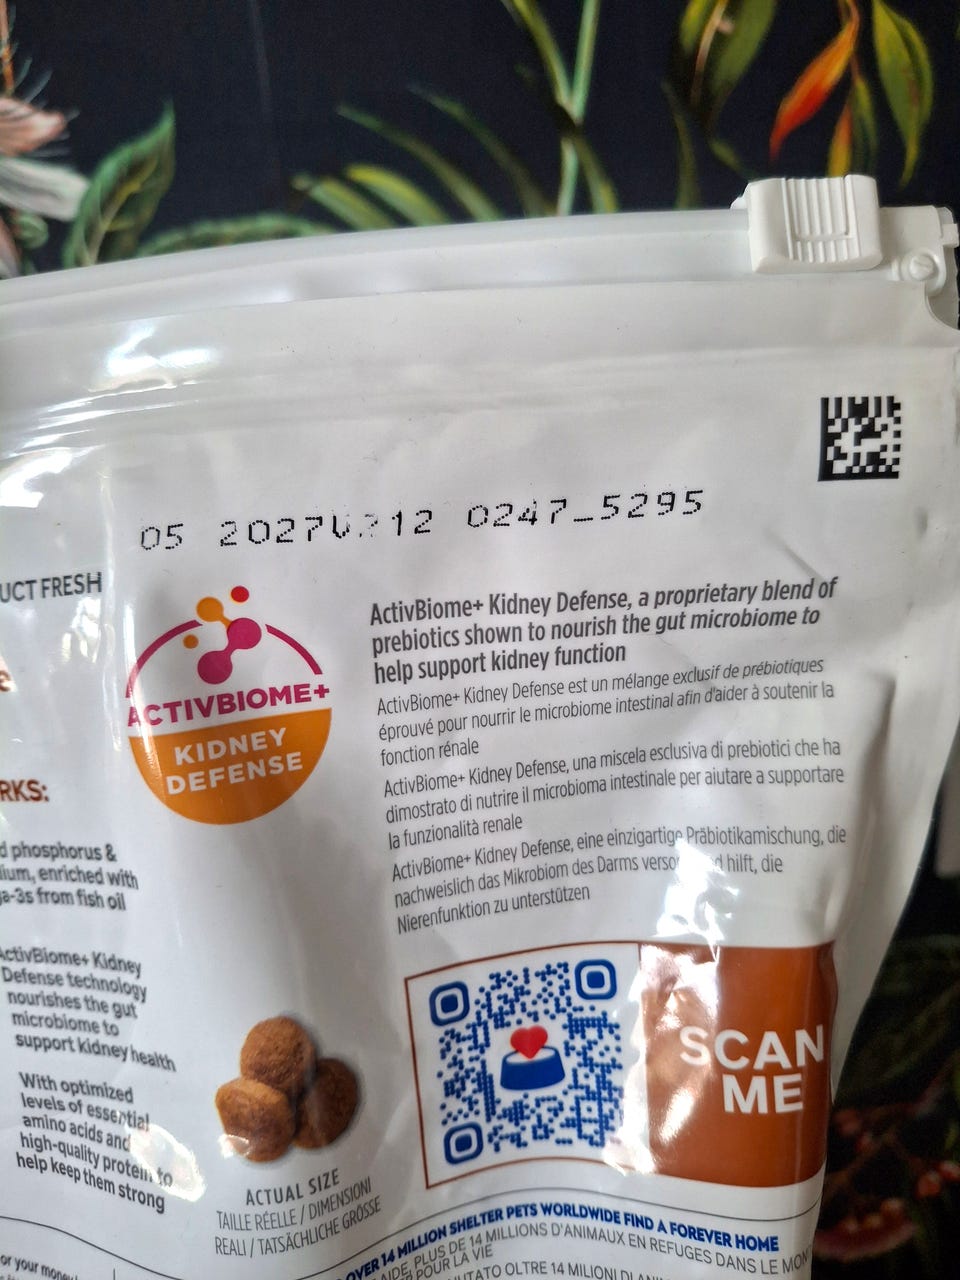 05 2027 12 0247_5295
UCT FRESH
ACTIVBIOME+
KIDNEY
DEFENSE
ActivBiome+ Kidney Defense, a proprietary blend of
prebiotics shown to nourish the gut microbiome to
help support kidney function
ActivBiome+ Kidney Defense est un mélange exclusif de prébiotiques
éprouvé pour nourrir le microbiome intestinal afin d'aider à soutenir la
fonction rénale
ActivBiome+ Kidney Defense, una miscela esclusiva di prebiotici che ha
dimostrato di nutrire il microbioma intestinale per aiutare a supportare
la funzionalità renale
ActivBiome+ Kidney Defense, eine einzigartige Präbiotikamischung, die
nachweislich das Mikrobiom des Darms hilft, die
Nierenfunktion zu unterstützen
RKS:
d phosphorus &
ium, enriched with
a-3s from fish oil
ActivBiome+ Kidney
Defense technology
nourishes the gut
microbiome to
support kidney health
With optimized
levels of essential
amino acids and
high-quality protein to
help keep them strong
SCAN
ME
ACTUAL SIZE
TAILLE RÉELLE / DIMENSIONI
REALI / TATSÄCHLICHE GRÖSSE
OVER 14 MILLION SHELTER PETS WORLDWIDE FIND A FOREVER HOME
AIDE, PLUS DE 14 MILLIONS D'ANIMAUX EN REFUGES DANS LE
POUR LA VIE
OLTRE 14 MILIONI DI
or your money